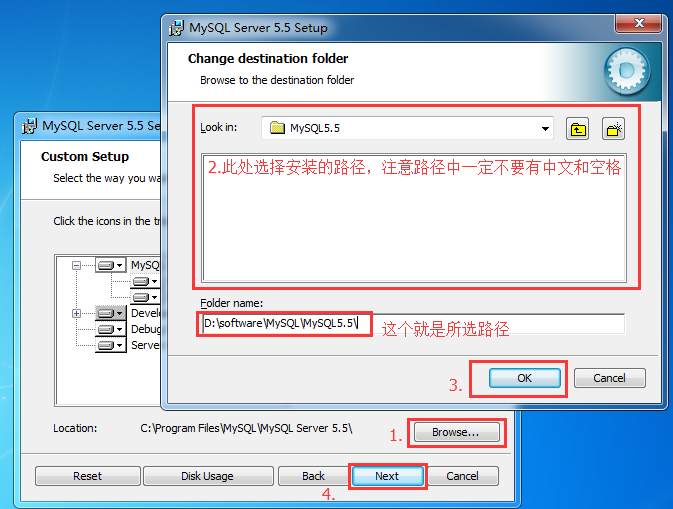 MySQL Server 5.5 Setup
Change destination folder
Browse to the destination folder
Look in:
MySQL5.5
2.此处选择安装的路径，注意路径中一定不要有中文和空格
Folder name:
D:\software\MySQL\MySQL5.5\
这个就是所选路径
3.
OK
Cancel
MySQL Server 5.5 Se
Custom Setup
Select the way you wa
Click the icons in the tr
MySQ
Develo
Debug
Server
Location:
C:\Program Files\MySQL\MySQL Server 5.5\
1.
Browse...
Reset
Disk Usage
Back
Next
Cancel
4.